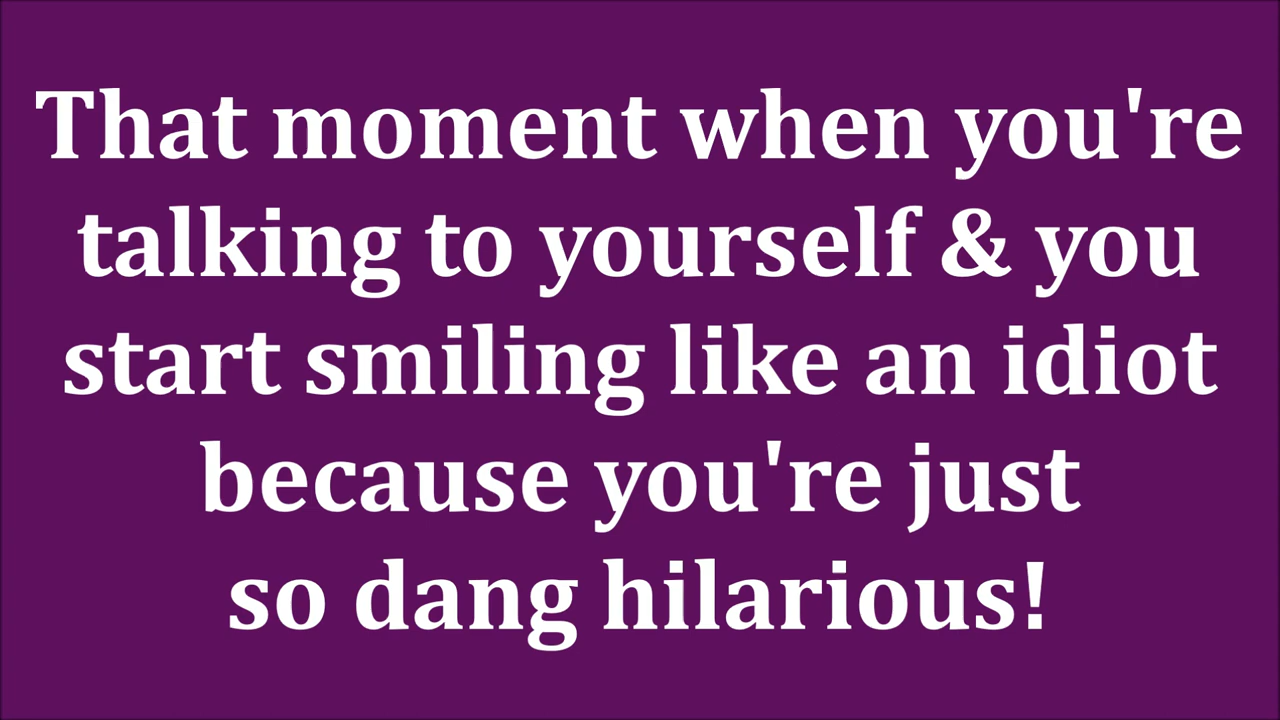 That moment when you're
talking to yourself & you
start smiling like an idiot
because you're just
so dang hilarious!